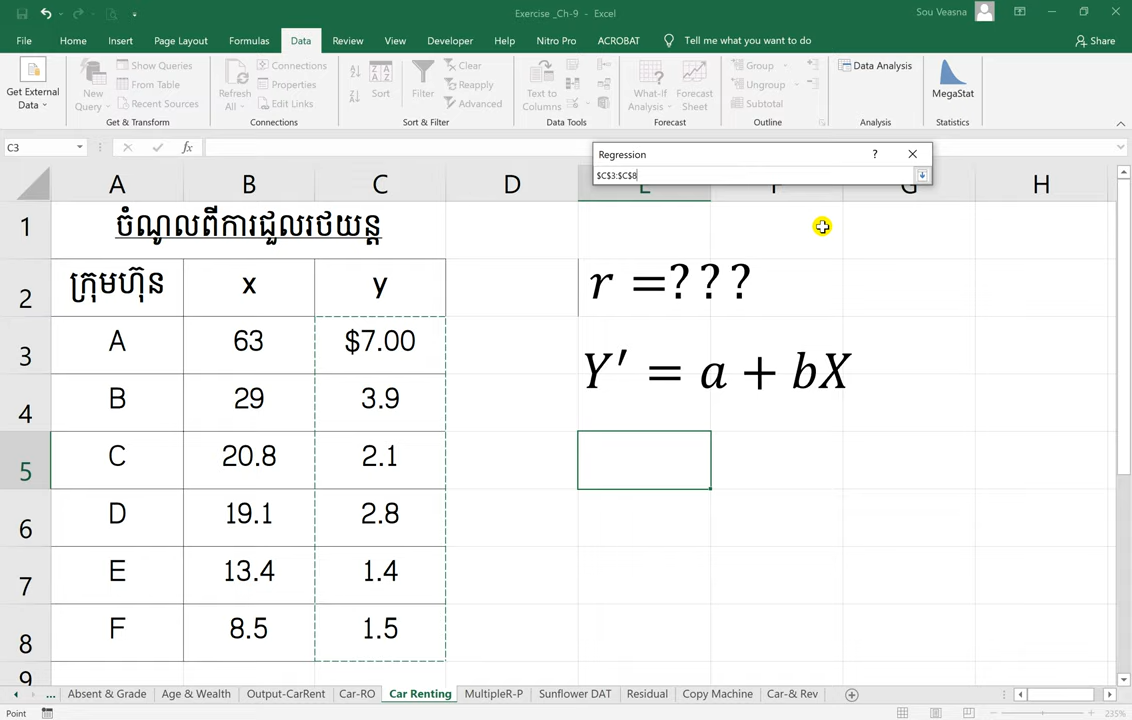 Exercise _Ch-9 - Excel
Sou Veasna
File Home Insert Page Layout Formulas Data Review View Developer Help Nitro Pro ACROBAT Tell me what you want to do Share
Get External Data
New Query
Show Queries
From Table
Recent Sources
Get & Transform
Refresh All
Connections
Properties
Edit Links
Connections
Sort
Filter
Clear
Reapply
Advanced
Sort & Filter
Text to Columns
Data Tools
What-If Analysis
Forecast Sheet
Forecast
Group
Ungroup
Subtotal
Outline
Data Analysis
Analysis
MegaStat
Statistics
C3 fx
Regression ?
$C$3:$C$8
A B C D E F G H
1 ចំណូលពីការជួលរថយន្ត
2 ក្រុមហ៊ុន x y r =???
3 A 63 $7.00 Y′ = a + bX
4 B 29 3.9
5 C 20.8 2.1
6 D 19.1 2.8
7 E 13.4 1.4
8 F 8.5 1.5
9
... Absent & Grade Age & Wealth Output-CarRent Car-RO Car Renting MultipleR-P Sunflower DAT Residual Copy Machine Car-& Rev
Point 235%